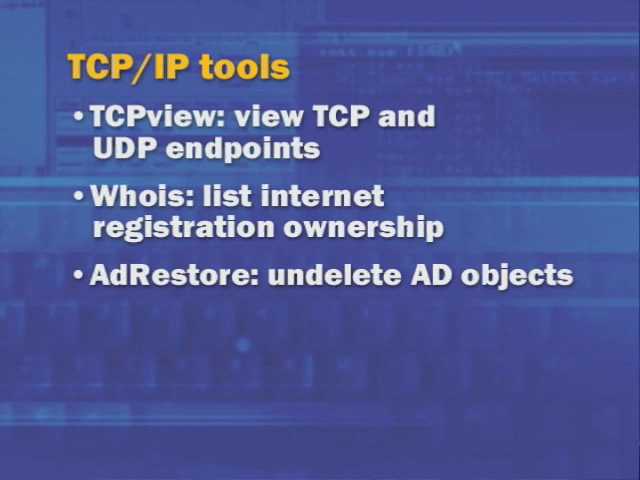 TCP/IP tools
•TCPview: view TCP and
UDP endpoints
•Whois: list internet
registration ownership
•AdRestore: undelete AD objects